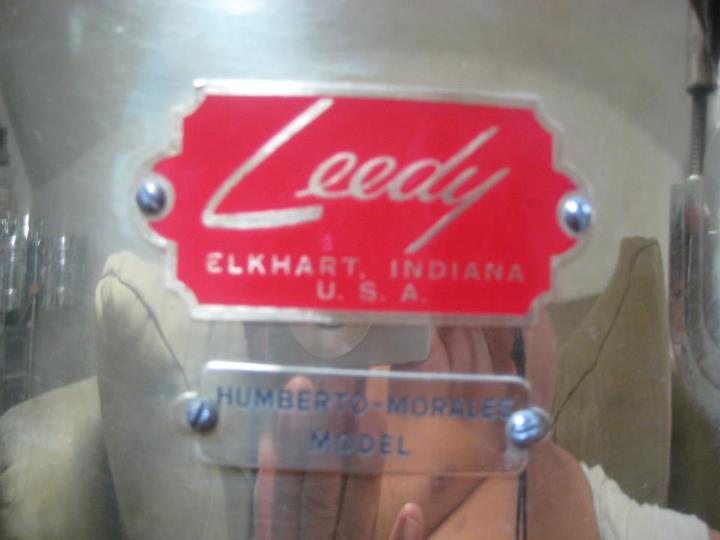 Leedy
ELKHART, INDIANA
U. S. A.
HUMBERTO-MORALES
MODEL